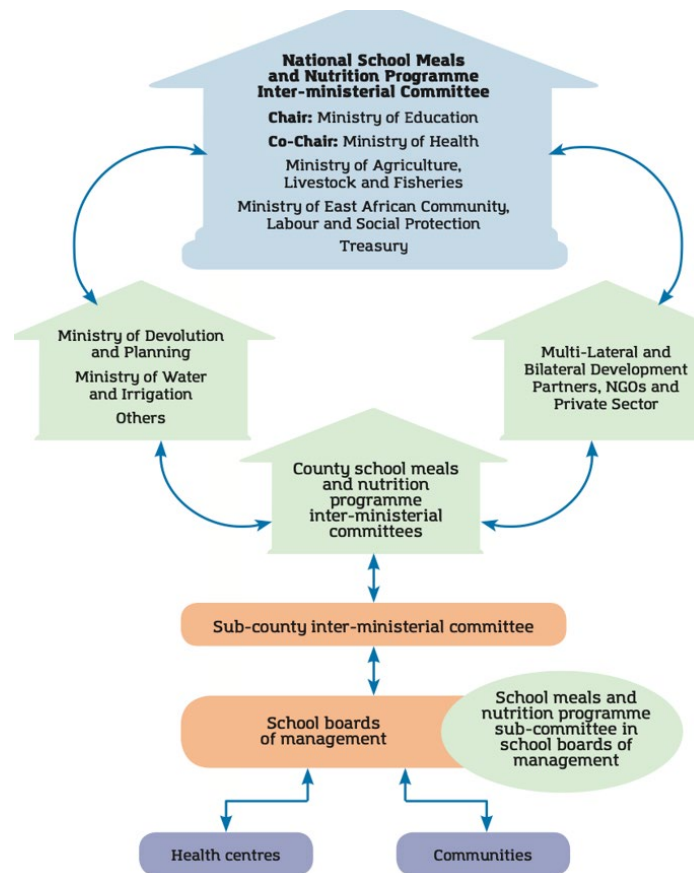 National School Meals
and Nutrition Programme
Inter-ministerial Committee
Chair: Ministry of Education
Co-Chair: Ministry of Health
Ministry of Agriculture,
Livestock and Fisheries
Ministry of East African Community,
Labour and Social Protection
Treasury
Ministry of Devolution
and Planning
Ministry of Water
and Irrigation
Others
Multi-Lateral and
Bilateral Development
Partners, NGOs and
Private Sector
County school meals
and nutrition
programme
inter-ministerial
committees
Sub-county inter-ministerial committee
School boards
of management
School meals and
nutrition programme
sub-committee in
school boards of
management
Health centres
Communities